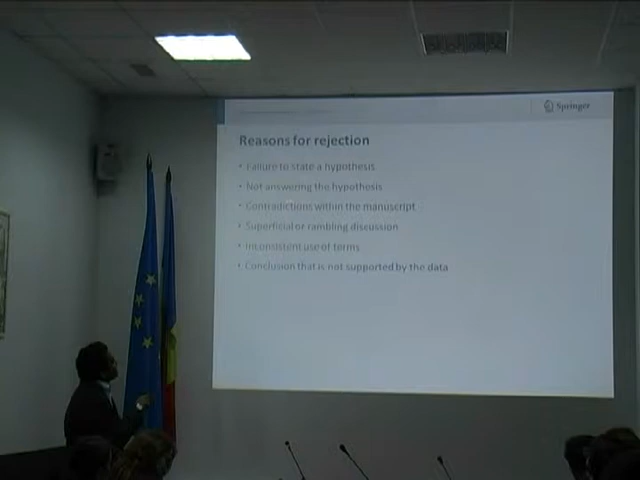 Springer
Reasons for rejection
• Failure to state a hypothesis
• Not answering the hypothesis
• Contradictions within the manuscript
• Superficial or rambling discussion
• Inconsistent use of terms
• Conclusion that is not supported by the data